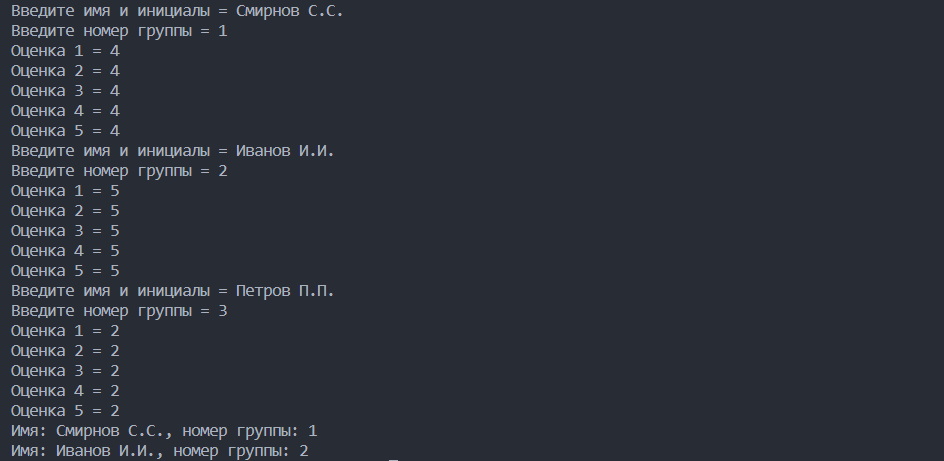 Введите имя и инициалы = Смирнов С.С.
Введите номер группы = 1
Оценка 1 = 4
Оценка 2 = 4
Оценка 3 = 4
Оценка 4 = 4
Оценка 5 = 4
Введите имя и инициалы = Иванов И.И.
Введите номер группы = 2
Оценка 1 = 5
Оценка 2 = 5
Оценка 3 = 5
Оценка 4 = 5
Оценка 5 = 5
Введите имя и инициалы = Петров П.П.
Введите номер группы = 3
Оценка 1 = 2
Оценка 2 = 2
Оценка 3 = 2
Оценка 4 = 2
Оценка 5 = 2
Имя: Смирнов С.С., номер группы: 1
Имя: Иванов И.И., номер группы: 2